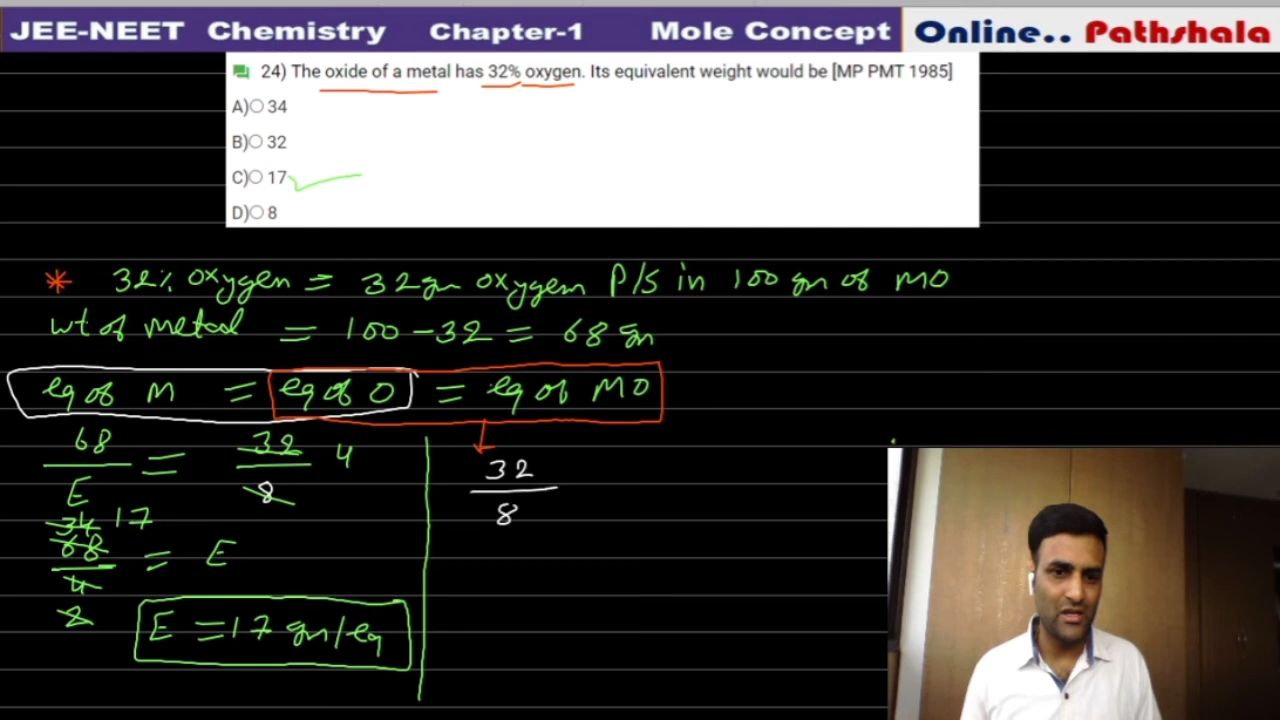 JEE-NEET Chemistry Chapter-1 Mole Concept Online.. Pathshala
24) The oxide of a metal has 32% oxygen. Its equivalent weight would be [MP PMT 1985]
A) 34
B) 32
C) 17
D) 8
* 32% oxygen = 32gm oxygem P/S in 100 gm of MO
wt of metal = 100 - 32 = 68 gm
eq of M = eq of O = eq of MO
68/E = 32/8 4
32/8
34 17
68/4 = E
2
E = 17 gm/eq